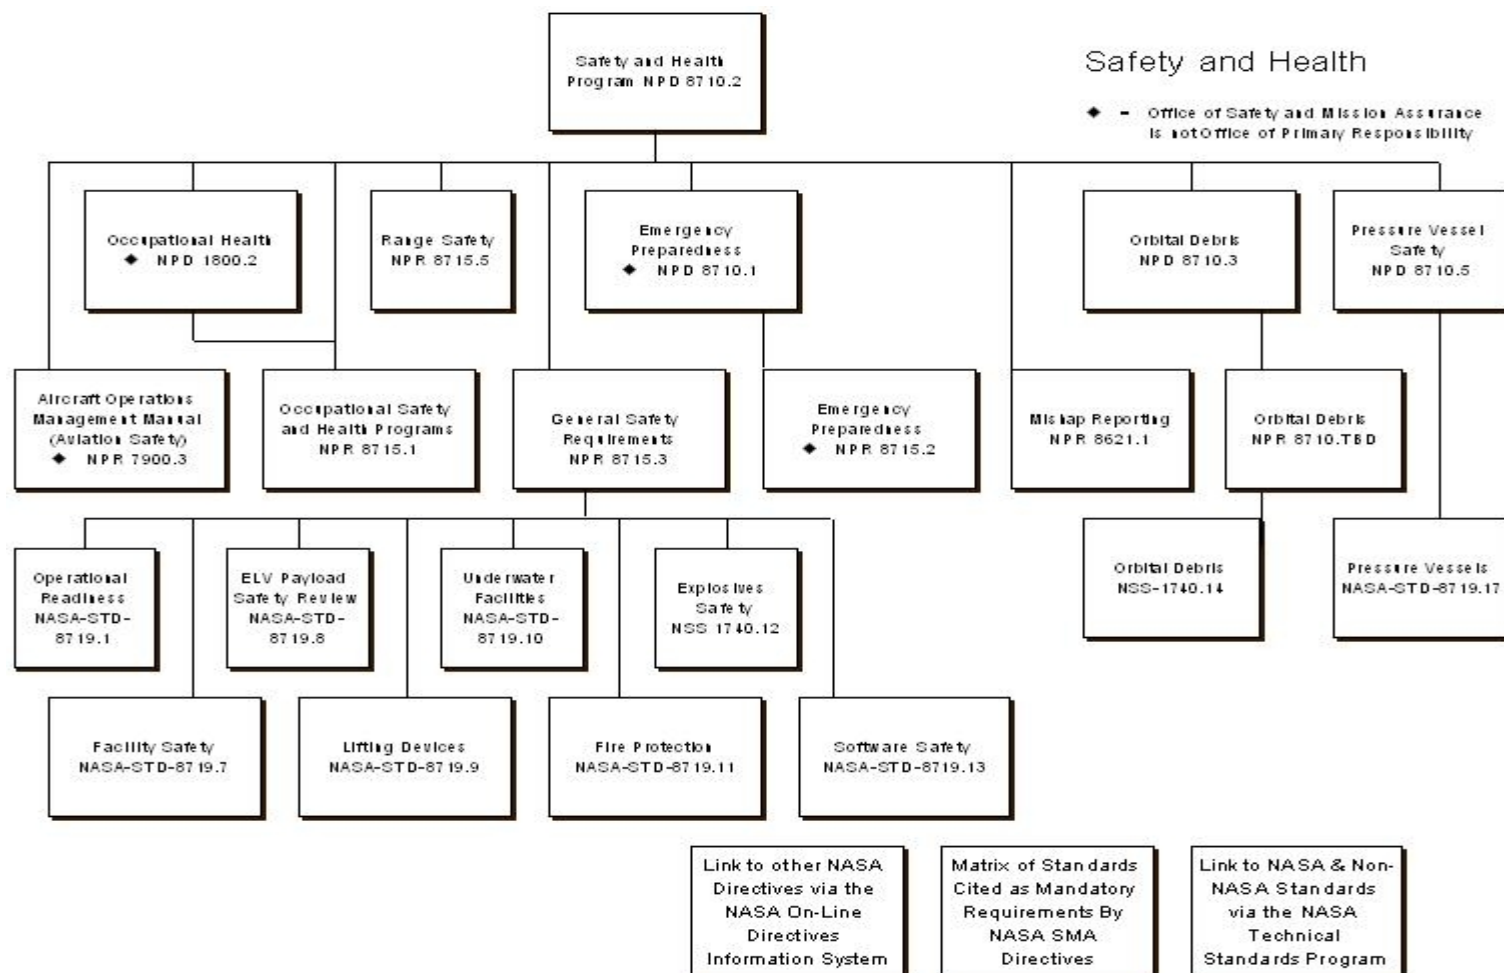 Safety and Health
Program NPD 8710.2
Safety and Health
◆ - Office of Safety and Mission Assurance
is not Office of Primary Responsibility
Occupational Health
◆ NPD 1800.2
Range Safety
NPR 8715.5
Emergency
Preparedness
◆ NPD 8710.1
Orbital Debris
NPD 8710.3
Pressure Vessel
Safety
NPD 8710.5
Aircraft Operations
Management Manual
(Aviation Safety)
◆ NPR 7900.3
Occupational Safety
and Health Programs
NPR 8715.1
General Safety
Requirements
NPR 8715.3
Emergency
Preparedness
◆ NPR 8715.2
Mishap Reporting
NPR 8621.1
Orbital Debris
NPR 8710.TBD
Operational
Readiness
NASA-STD-
8719.1
ELV Payload
Safety Review
NASA-STD-
8719.8
Underwater
Facilities
NASA-STD-
8719.10
Explosives
Safety
NSS 1740.12
Orbital Debris
NSS-1740.14
Pressure Vessels
NASA-STD-8719.17
Facility Safety
NASA-STD-8719.7
Lifting Devices
NASA-STD-8719.9
Fire Protection
NASA-STD-8719.11
Software Safety
NASA-STD-8719.13
Link to other NASA
Directives via the
NASA On-Line
Directives
Information System
Matrix of Standards
Cited as Mandatory
Requirements By
NASA SMA
Directives
Link to NASA & Non-
NASA Standards
via the NASA
Technical
Standards Program